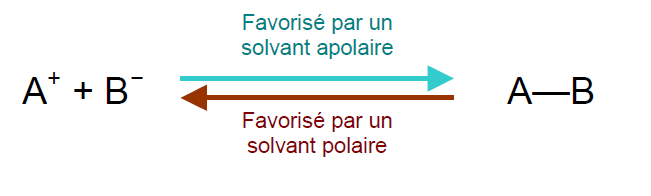 Favorisé par un
solvant apolaire
A⁺ + B⁻
A—B
Favorisé par un
solvant polaire